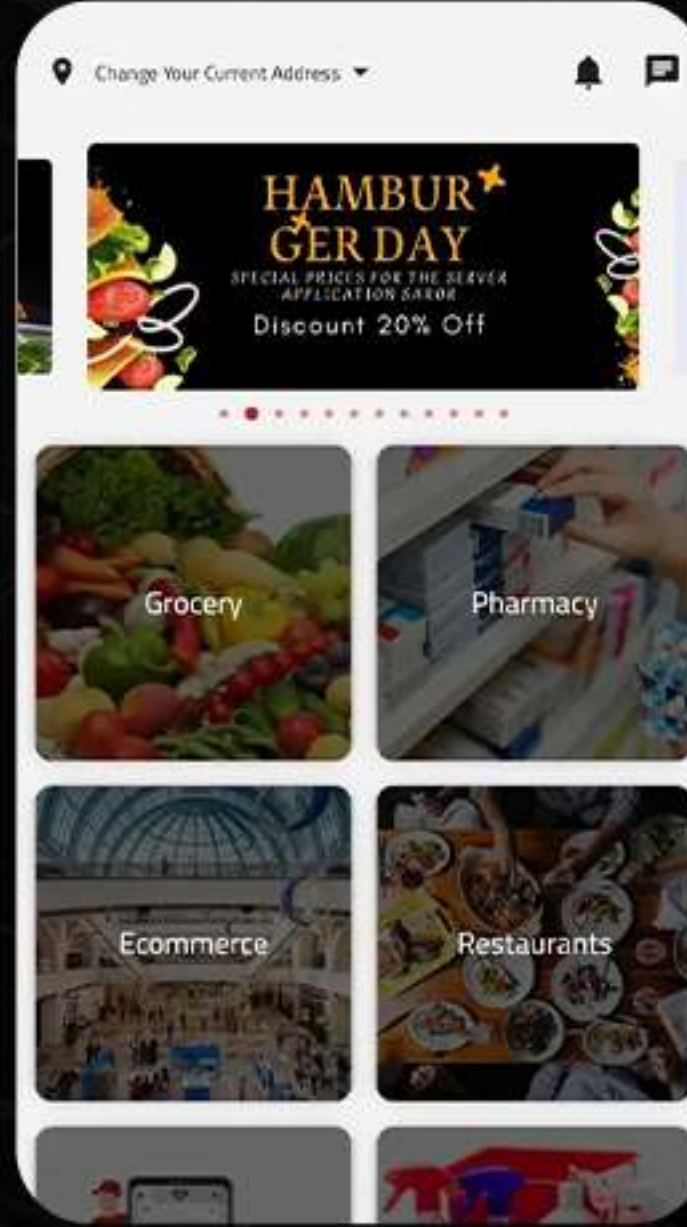 Change Your Current Address
HAMBUR
GER DAY
SPECIAL PRICES FOR THE SERVER
APPLICATION SAROR
Discount 20% Off
Grocery
Pharmacy
Ecommerce
Restaurants